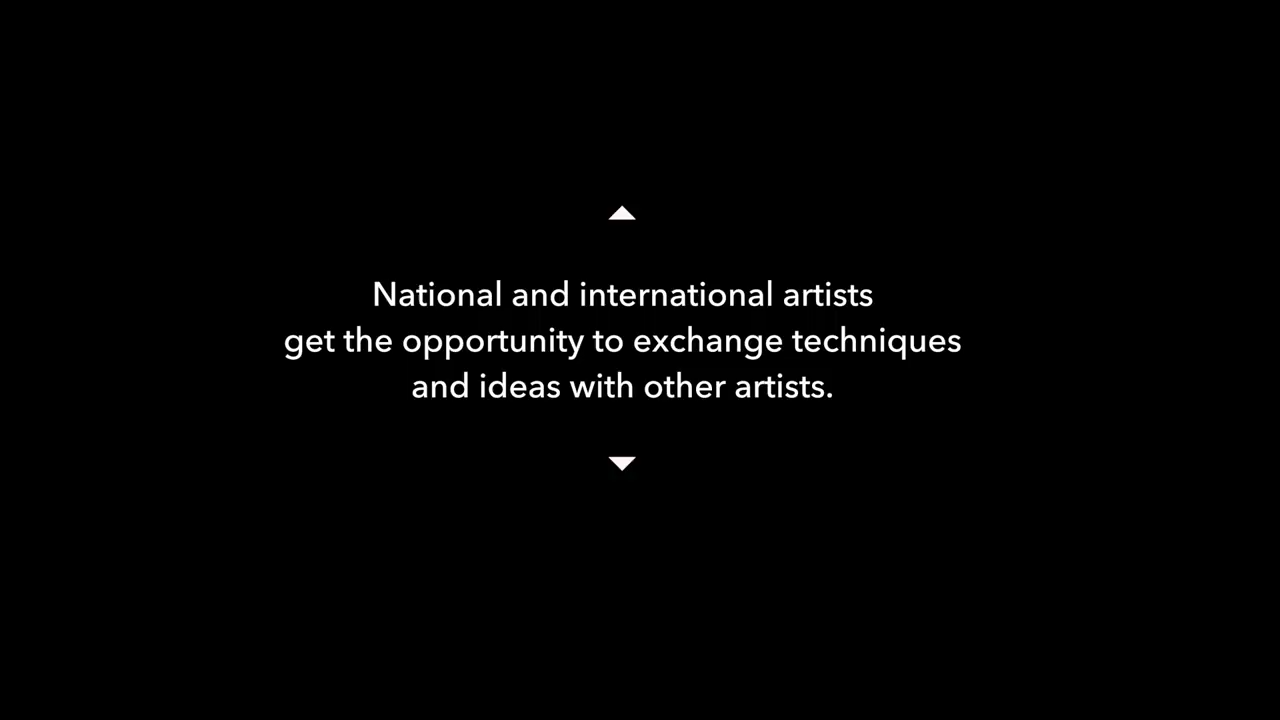 National and international artists
get the opportunity to exchange techniques
and ideas with other artists.